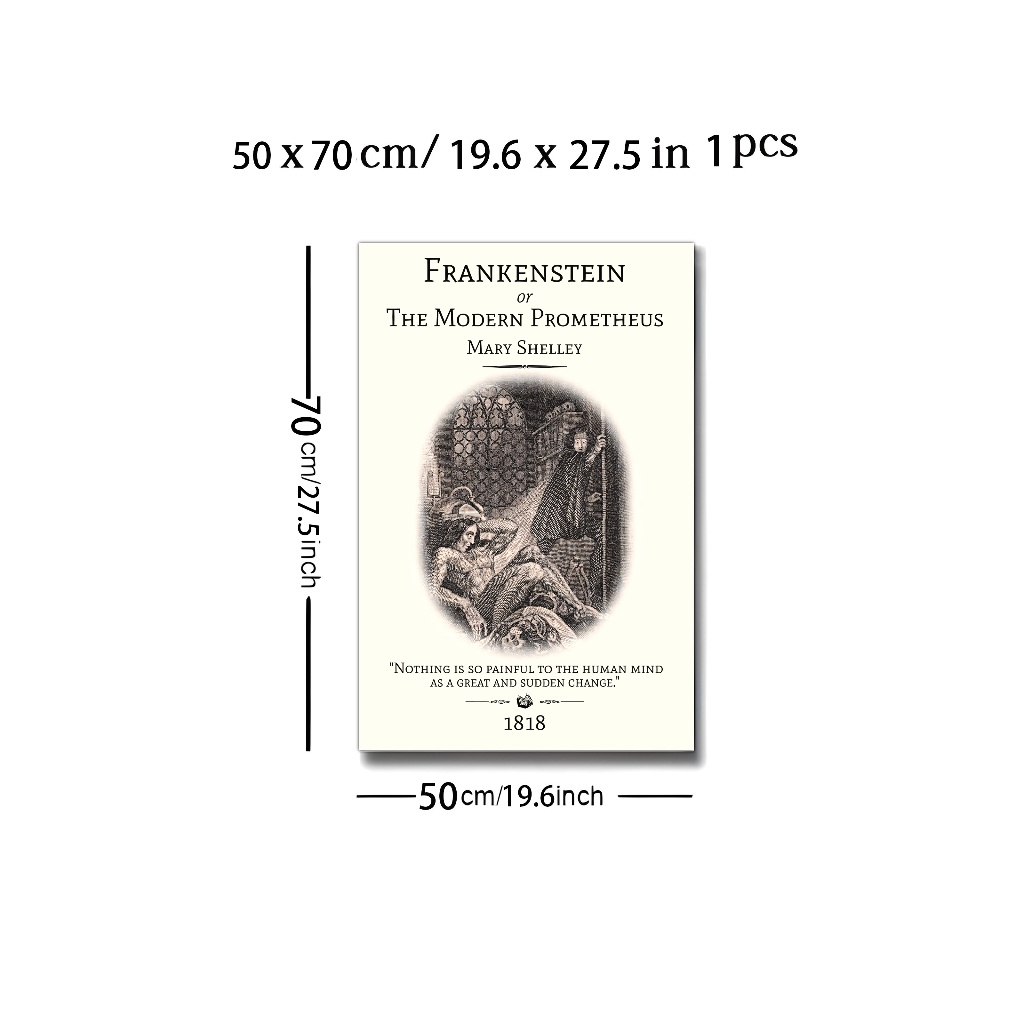 50 x 70 cm/ 19.6 x 27.5 in 1 pcs
FRANKENSTEIN
or
THE MODERN PROMETHEUS
MARY SHELLEY
70cm/27.5inch
"NOTHING IS SO PAINFUL TO THE HUMAN MIND
AS A GREAT AND SUDDEN CHANGE."
1818
50cm/19.6inch